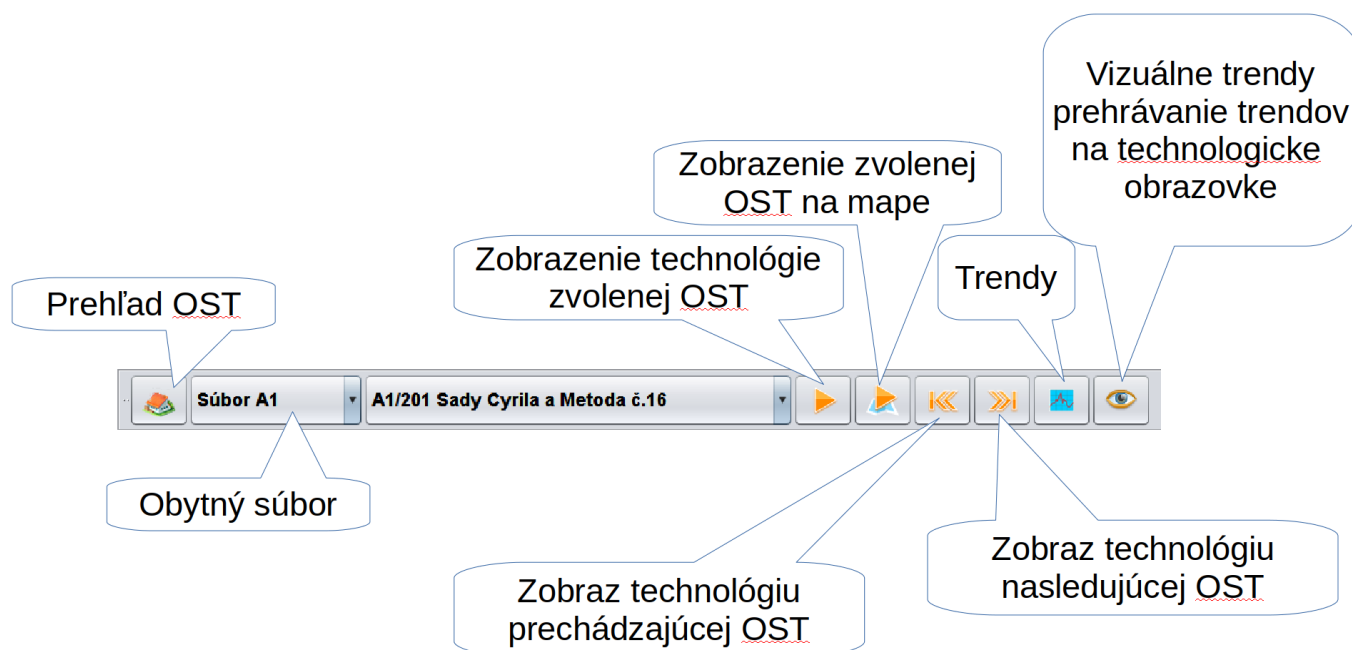 Vizuálne trendy
prehrávanie trendov
na technologicke
obrazovke
Zobrazenie zvolenej
OST na mape
Zobrazenie technológie
zvolenej OST
Trendy
Prehľad OST
Súbor A1
A1/201 Sady Cyrila a Metoda č.16
Obytný súbor
Zobraz technológiu
nasledujúcej OST
Zobraz technológiu
prechádzajúcej OST